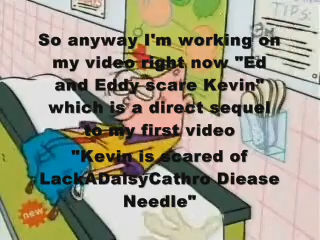 TIPS:
So anyway I'm working on
my video right now "Ed
and Eddy scare Kevin"
which is a direct sequel
to my first video
"Kevin is scared of
LackADaisyCathro Diease
Needle"
new